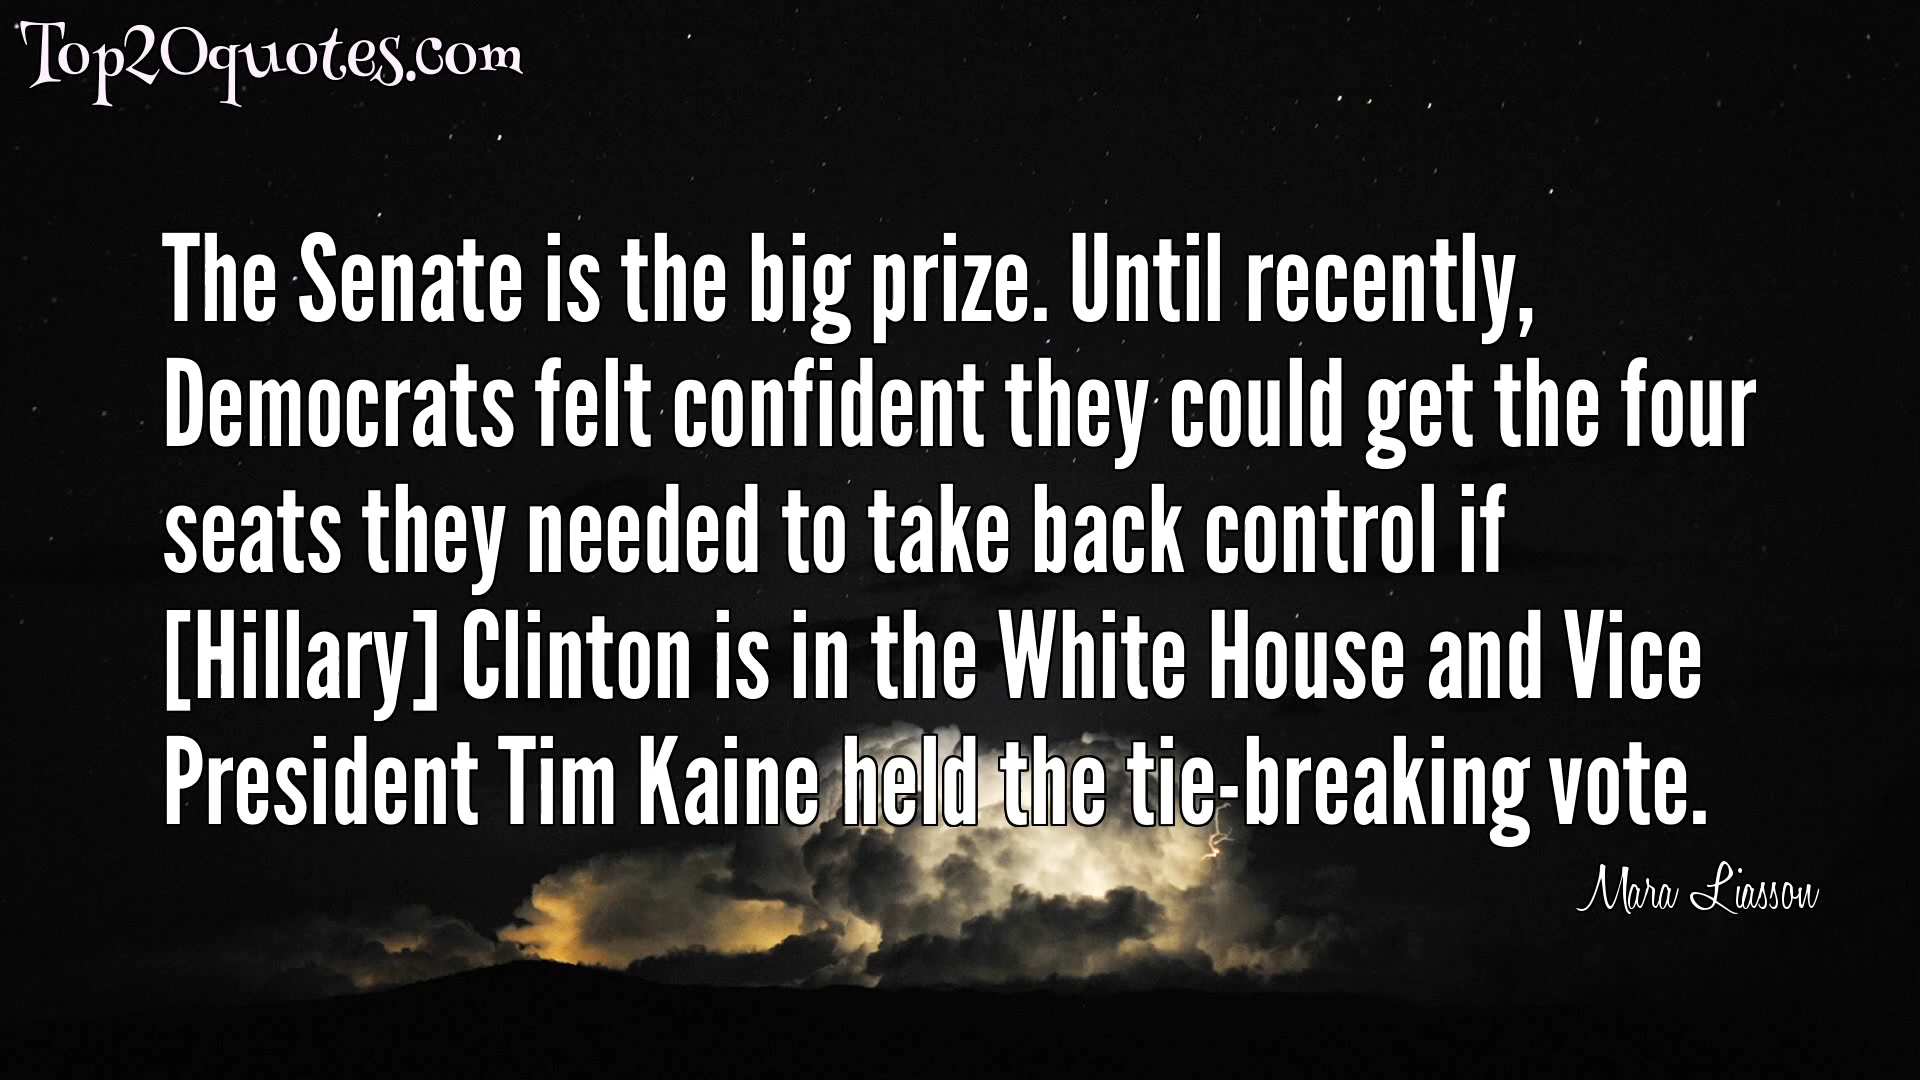 Top20quotes.com
The Senate is the big prize. Until recently,
Democrats felt confident they could get the four
seats they needed to take back control if
[Hillary] Clinton is in the White House and Vice
President Tim Kaine held the tie-breaking vote.
Mara Liasson